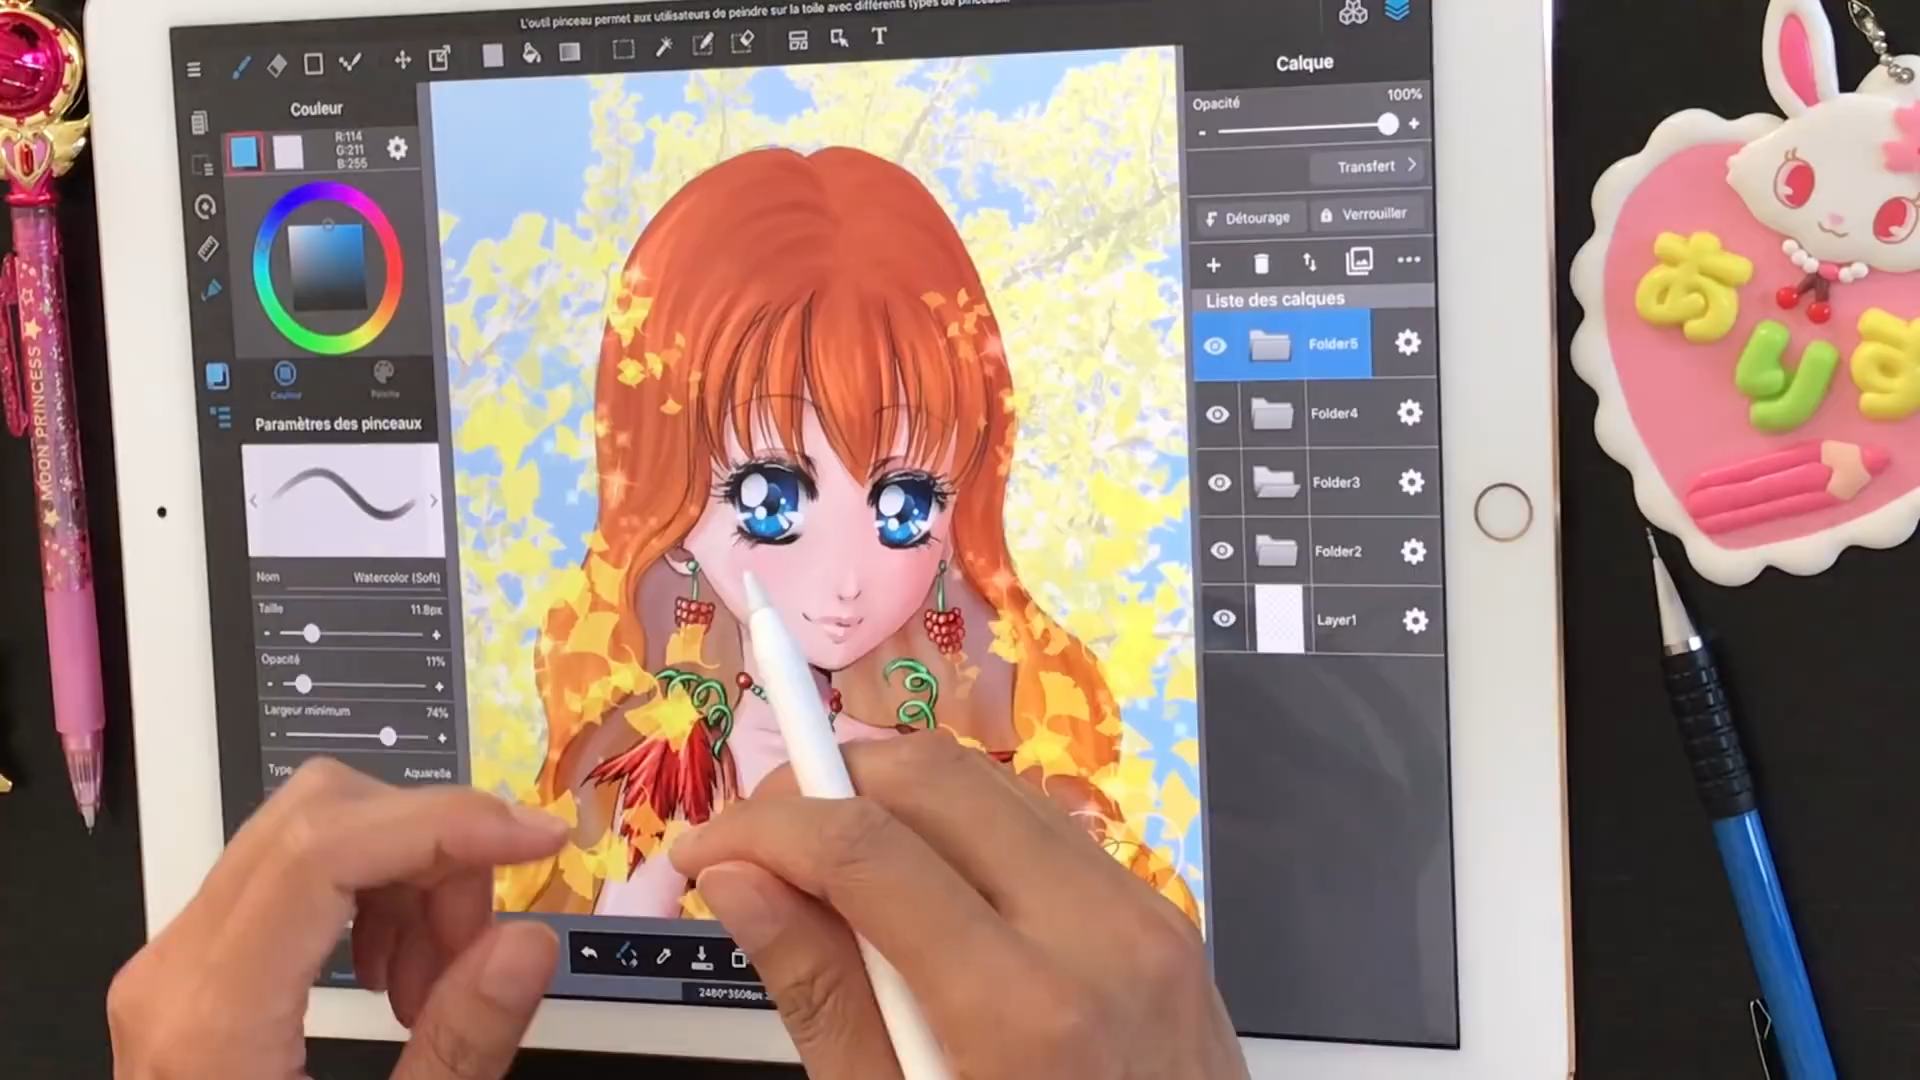 L'outil pinceau permet aux utilisateurs de peindre sur la toile avec différents types de
T
Couleur
R:114
G:211
B:255
Couleur
Palette
Paramètres des pinceaux
Nom Watercolor (Soft)
Taille 11.8px
Opacité 11%
Largeur minimum 74%
Type Aquarelle
2480*3508px
Calque
Opacité 100%
Transfert
Détourage Verrouiller
Liste des calques
Folder5
Folder4
Folder3
Folder2
Layer1
MOON PRINCESS
あ
り